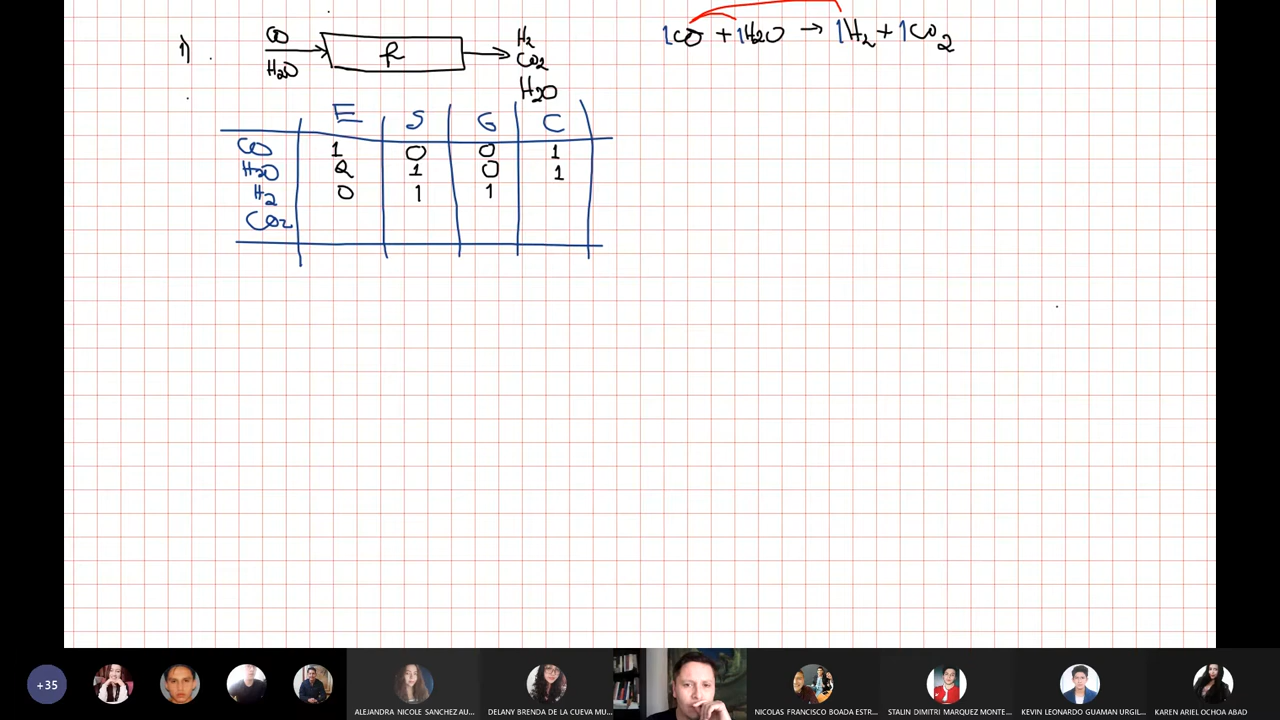 1)
CO
H2O
R
H2
CO2
H2O
1CO + 1H2O → 1H2 + 1CO2
E S G C
CO 1 0 0 1
H2O 2 1 0 1
H2 0 1 1
CO2
+35
ALEJANDRA NICOLE SANCHEZ AU...
DELANY BRENDA DE LA CUEVA MU...
NICOLAS FRANCISCO BOADA ESTR...
STALIN DIMITRI MARQUEZ MONTE...
KEVIN LEONARDO GUAMAN URGIL...
KAREN ARIEL OCHOA ABAD